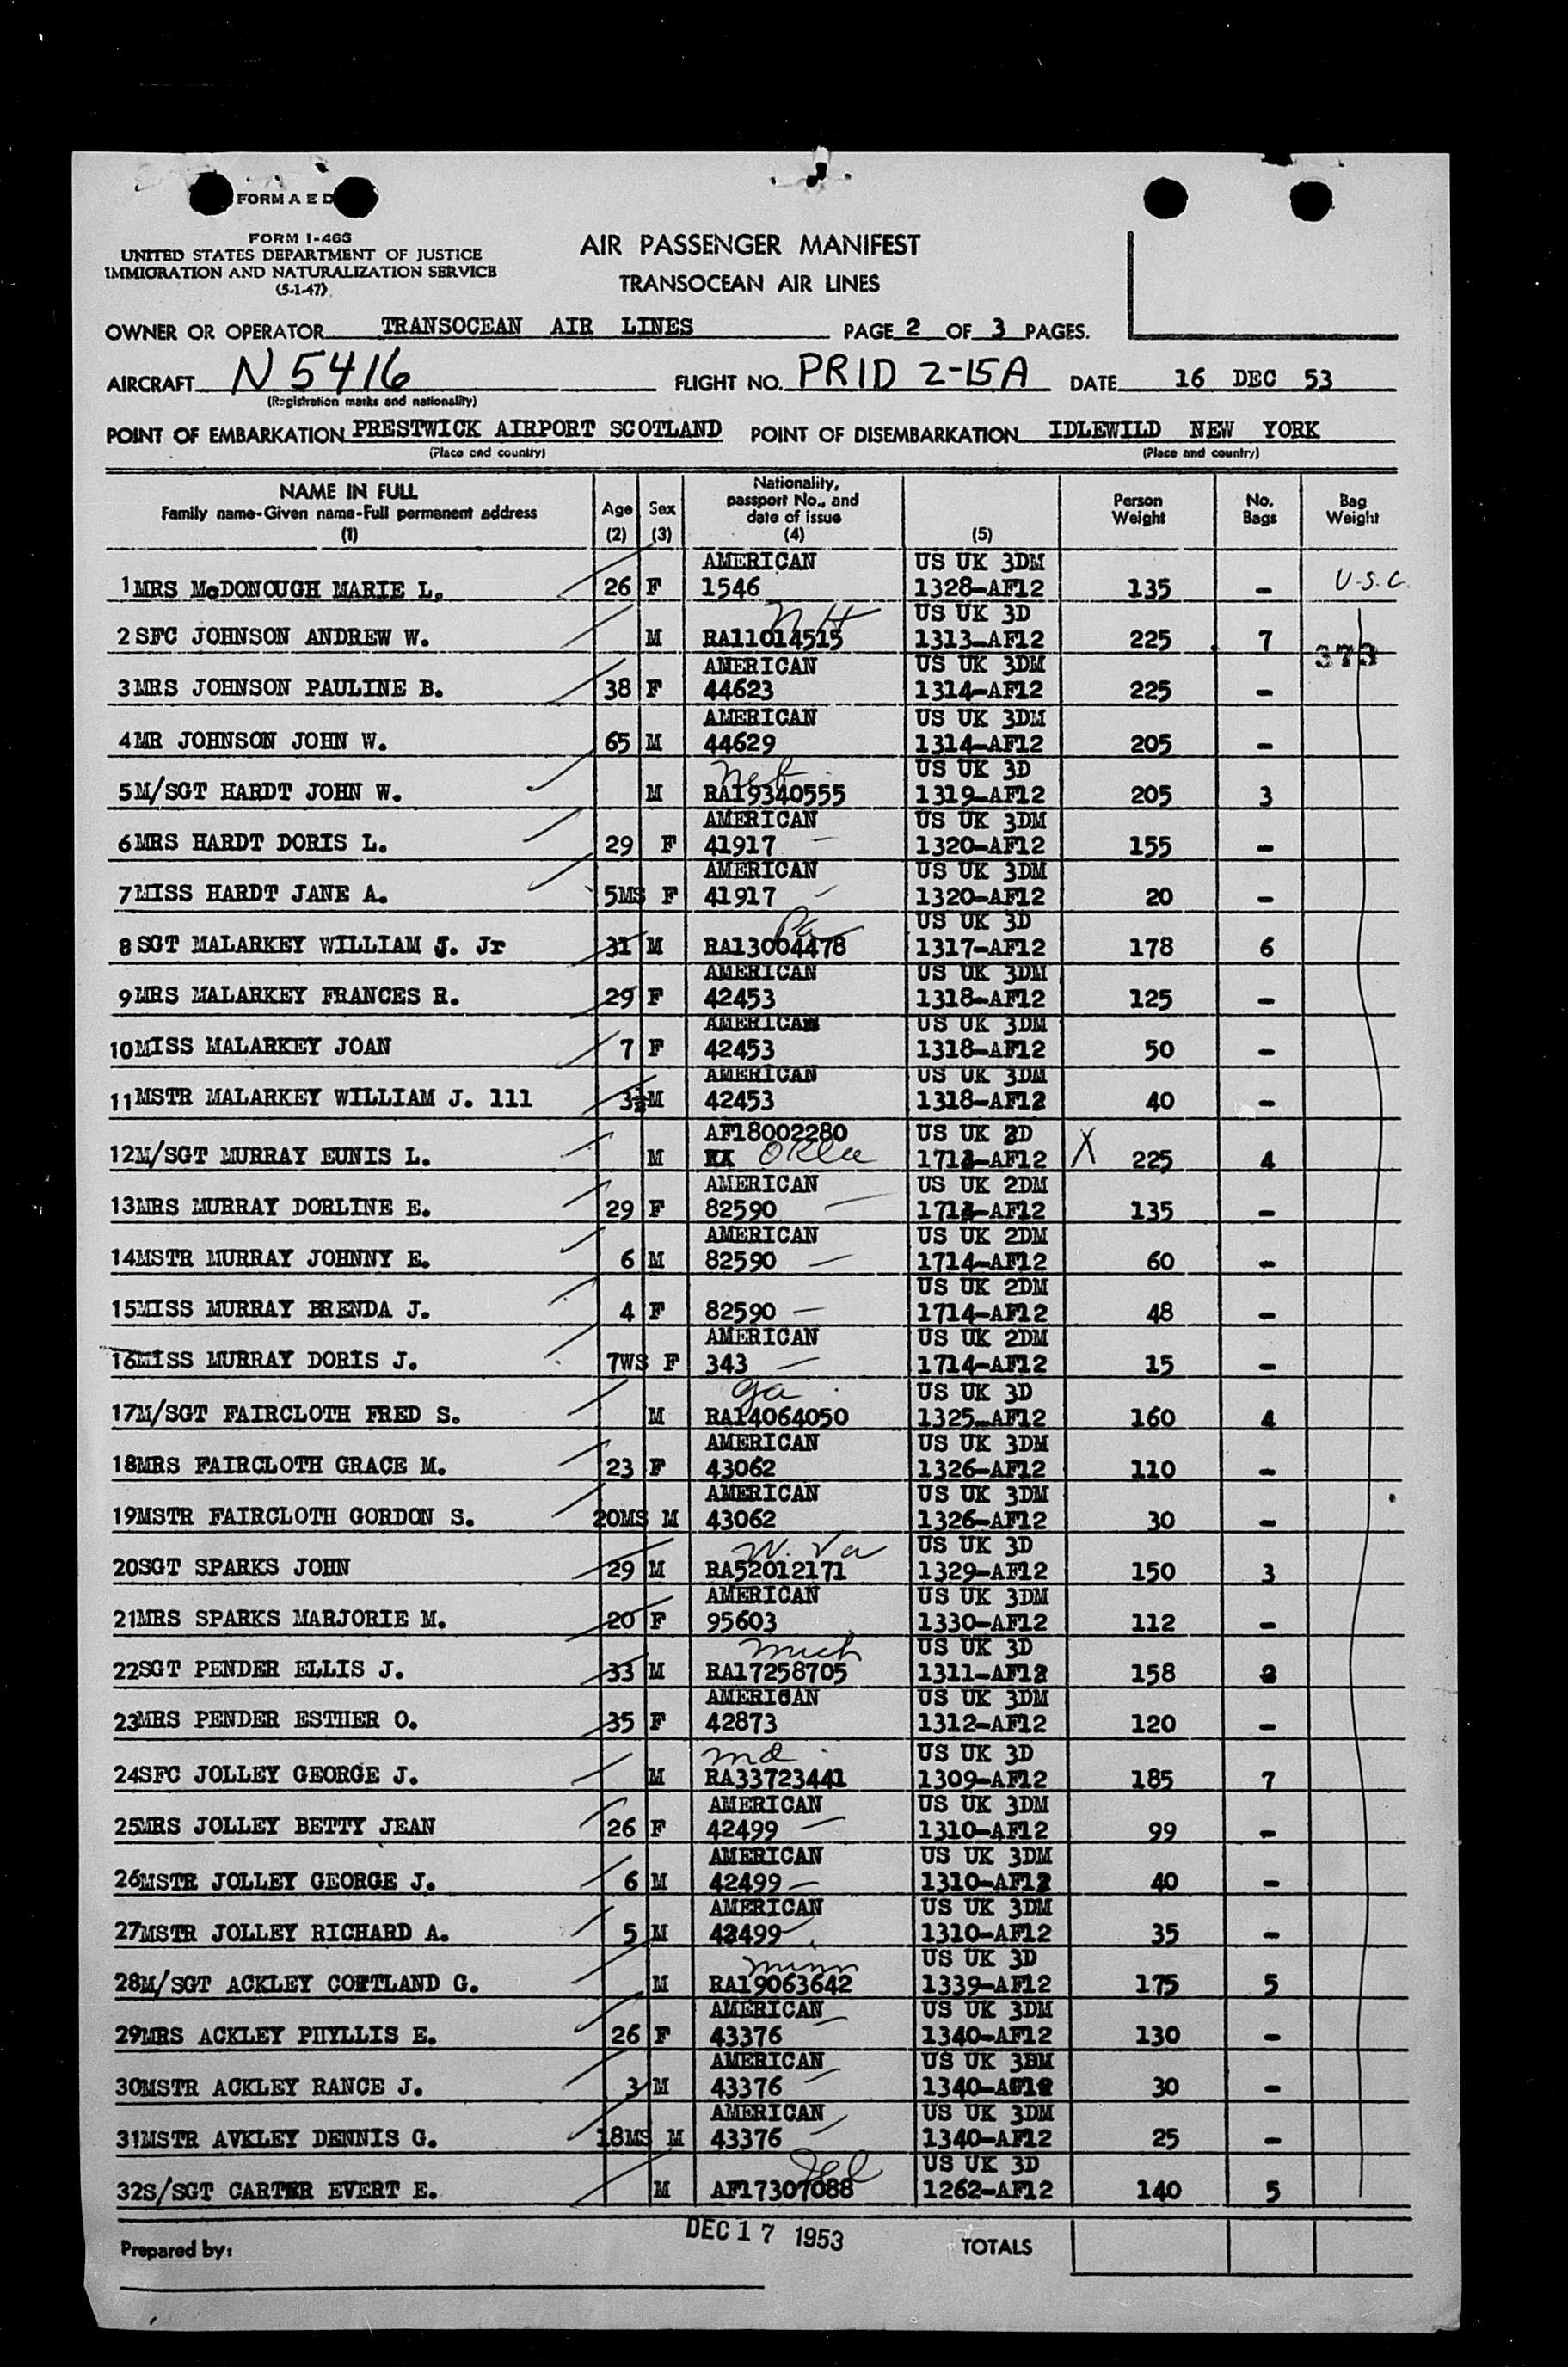 FORM A E D
FORM I-466
UNITED STATES DEPARTMENT OF JUSTICE
IMMIGRATION AND NATURALIZATION SERVICE
(5-1-47)
AIR PASSENGER MANIFEST
TRANSOCEAN AIR LINES
OWNER OR OPERATOR TRANSOCEAN AIR LINES PAGE 2 OF 3 PAGES.
AIRCRAFT N 5416 FLIGHT NO. PRID 2-15A DATE 16 DEC 53
(Registration marks and nationality)
POINT OF EMBARKATION PRESTWICK AIRPORT SCOTLAND POINT OF DISEMBARKATION IDLEWILD NEW YORK
(Place and country) (Place and country)
NAME IN FULL
Family name-Given name-Full permanent address
(1)
Age
(2)
Sex
(3)
Nationality,
passport No., and
date of issue
(4)
(5)
Person
Weight
No.
Bags
Bag
Weight
AMERICAN US UK 3DM
1 MRS McDONOUGH MARIE L. 26 F 1546 1328-AF12 135 - U.S.C.
NH US UK 3D
2 SFC JOHNSON ANDREW W. M RA11014515 1313-AF12 225 7 373
AMERICAN US UK 3DM
3 MRS JOHNSON PAULINE B. 38 F 44623 1314-AF12 225 -
AMERICAN US UK 3DM
4 MR JOHNSON JOHN W. 65 M 44629 1314-AF12 205 -
Neb US UK 3D
5 M/SGT HARDT JOHN W. M RA19340555 1319-AF12 205 3
AMERICAN US UK 3DM
6 MRS HARDT DORIS L. 29 F 41917 1320-AF12 155 -
AMERICAN US UK 3DM
7 MISS HARDT JANE A. 5MS F 41917 1320-AF12 20 -
Pa US UK 3D
8 SGT MALARKEY WILLIAM J. Jr 31 M RA13004478 1317-AF12 178 6
AMERICAN US UK 3DM
9 MRS MALARKEY FRANCES R. 29 F 42453 1318-AF12 125 -
AMERICAN US UK 3DM
10 MISS MALARKEY JOAN 7 F 42453 1318-AF12 50 -
AMERICAN US UK 3DM
11 MSTR MALARKEY WILLIAM J. 111 3½ M 42453 1318-AF12 40 -
AF18002280 US UK 2D
12 M/SGT MURRAY EUNIS L. M XX Okla 1713-AF12 X 225 4
AMERICAN US UK 2DM
13 MRS MURRAY DORLINE E. 29 F 82590 1714-AF12 135 -
AMERICAN US UK 2DM
14 MSTR MURRAY JOHNNY E. 6 M 82590 1714-AF12 60 -
US UK 2DM
15 MISS MURRAY BRENDA J. 4 F 82590 1714-AF12 48 -
AMERICAN US UK 2DM
16 MISS MURRAY DORIS J. 7WS F 343 1714-AF12 15 -
Ga US UK 3D
17 M/SGT FAIRCLOTH FRED S. M RA14064050 1325-AF12 160 4
AMERICAN US UK 3DM
18 MRS FAIRCLOTH GRACE M. 23 F 43062 1326-AF12 110 -
AMERICAN US UK 3DM
19 MSTR FAIRCLOTH GORDON S. 20MS M 43062 1326-AF12 30 -
W. Va US UK 3D
20 SGT SPARKS JOHN 29 M RA52012171 1329-AF12 150 3
AMERICAN US UK 3DM
21 MRS SPARKS MARJORIE M. 20 F 95603 1330-AF12 112 -
Mich US UK 3D
22 SGT PENDER ELLIS J. 33 M RA17258705 1311-AF12 158
AMERICAN US UK 3DM
23 MRS PENDER ESTHER O. 35 F 42873 1312-AF12 120 -
Md US UK 3D
24 SFC JOLLEY GEORGE J. M RA33723441 1309-AF12 185 7
AMERICAN US UK 3DM
25 MRS JOLLEY BETTY JEAN 26 F 42499 1310-AF12 99 -
AMERICAN US UK 3DM
26 MSTR JOLLEY GEORGE J. 6 M 42499 1310-AF12 40 -
AMERICAN US UK 3DM
27 MSTR JOLLEY RICHARD A. 5 M 42499 1310-AF12 35 -
Minn US UK 3D
28 M/SGT ACKLEY CORTLAND G. M RA19063642 1339-AF12 175 5
AMERICAN US UK 3DM
29 MRS ACKLEY PHYLLIS E. 26 F 43376 1340-AF12 130 -
AMERICAN US UK 3DM
30 MSTR ACKLEY RANCE J. 3 M 43376 1340-AF12 30 -
AMERICAN US UK 3DM
31 MSTR AVKLEY DENNIS G. 18MS M 43376 1340-AF12 25 -
US UK 3D
32 S/SGT CARTER EVERT E. M AF17307088 1262-AF12 140 5
DEC 17 1953
Prepared by: TOTALS